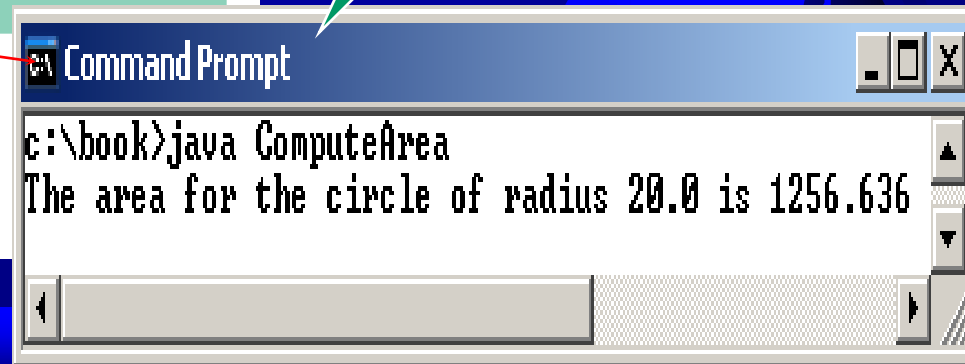 C:\ Command Prompt
c:\book>java ComputeArea
The area for the circle of radius 20.0 is 1256.636